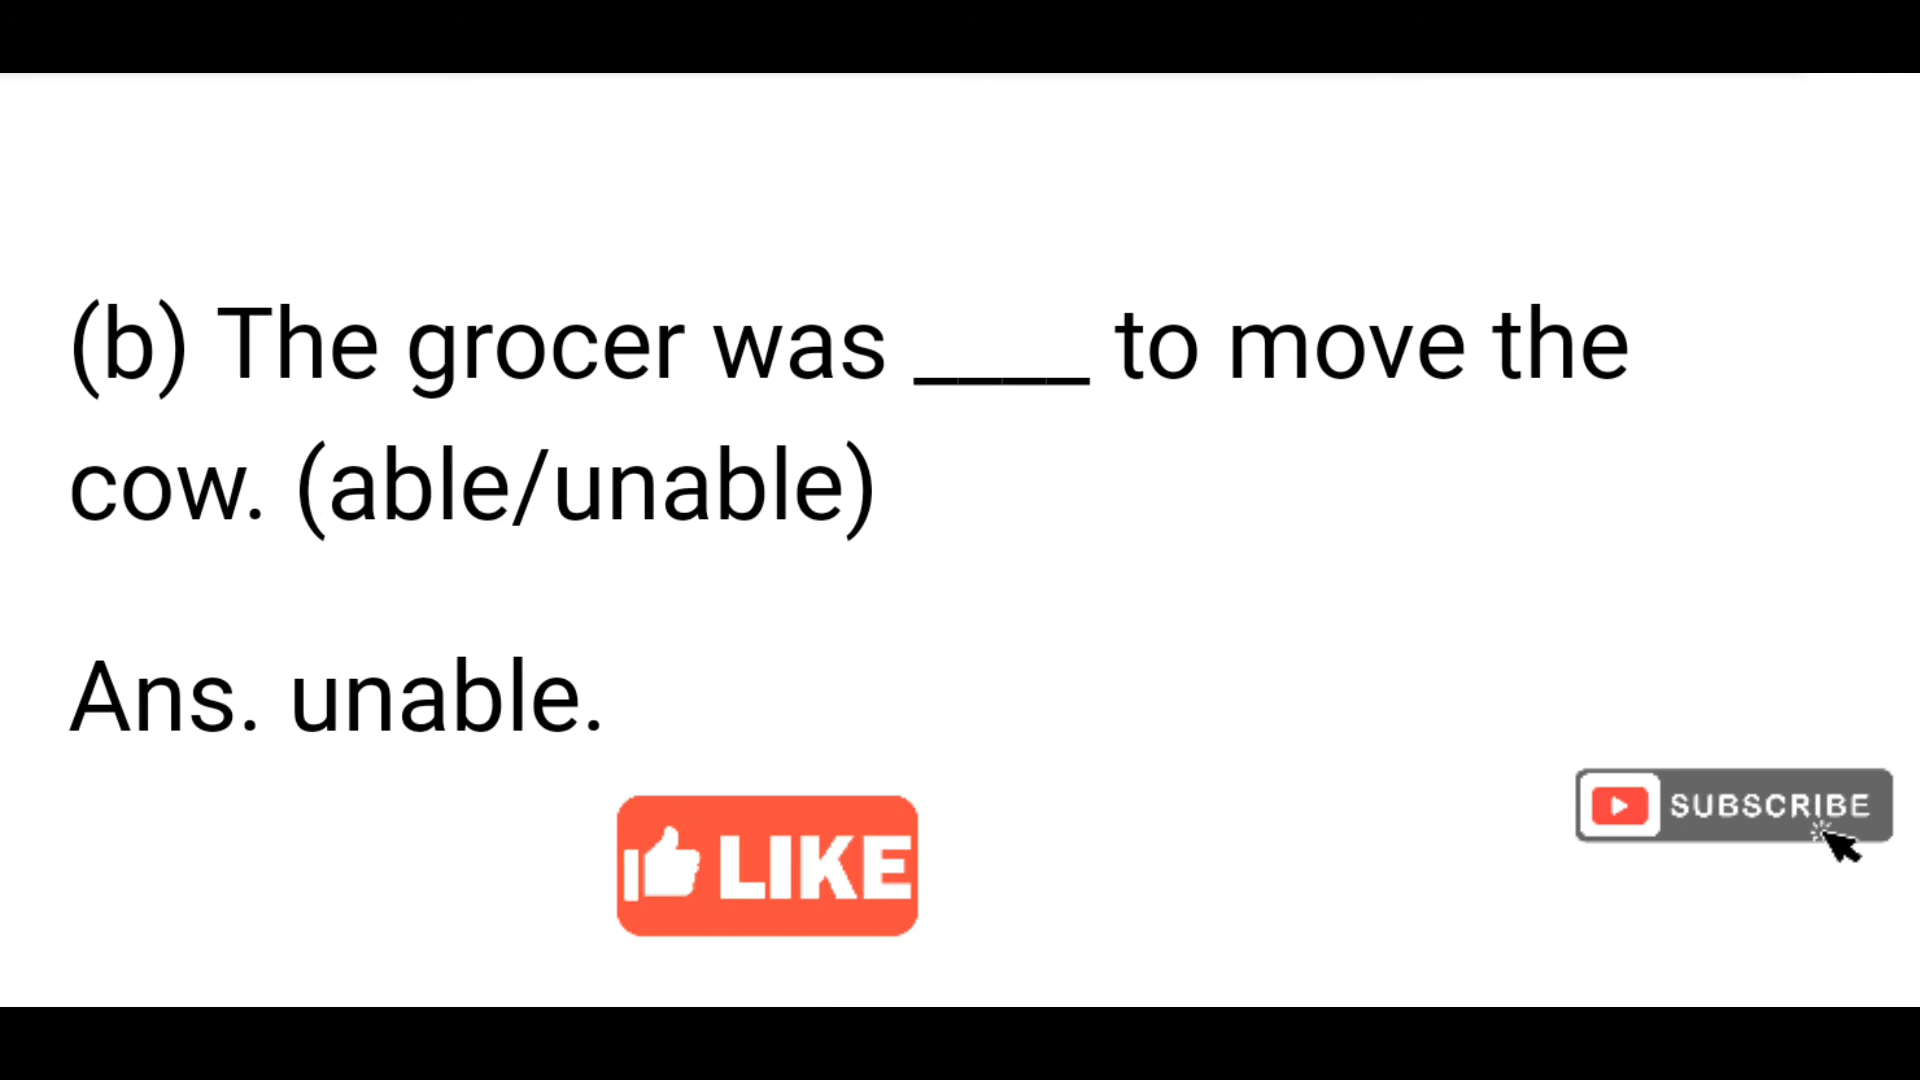 (b) The grocer was ____ to move the
cow. (able/unable)
Ans. unable.
LIKE
SUBSCRIBE